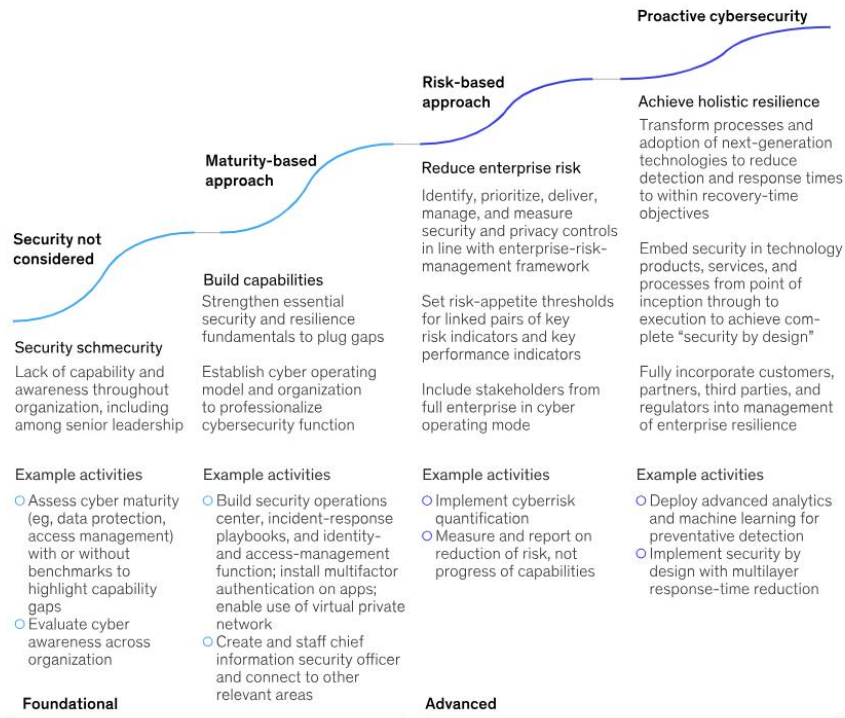 Security not
considered
Security schmecurity
Lack of capability and
awareness throughout
organization, including
among senior leadership
Example activities
Assess cyber maturity
(eg, data protection,
access management)
with or without
benchmarks to
highlight capability
gaps
Evaluate cyber
awareness across
organization
Maturity-based
approach
Build capabilities
Strengthen essential
security and resilience
fundamentals to plug gaps
Establish cyber operating
model and organization
to professionalize
cybersecurity function
Example activities
Build security operations
center, incident-response
playbooks, and identity-
and access-management
function; install multifactor
authentication on apps;
enable use of virtual private
network
Create and staff chief
information security officer
and connect to other
relevant areas
Foundational
Risk-based
approach
Reduce enterprise risk
Identify, prioritize, deliver,
manage, and measure
security and privacy controls
in line with enterprise-risk-
management framework
Set risk-appetite thresholds
for linked pairs of key
risk indicators and key
performance indicators
Include stakeholders from
full enterprise in cyber
operating mode
Example activities
Implement cyberrisk
quantification
Measure and report on
reduction of risk, not
progress of capabilities
Proactive cybersecurity
Achieve holistic resilience
Transform processes and
adoption of next-generation
technologies to reduce
detection and response times
to within recovery-time
objectives
Embed security in technology
products, services, and
processes from point of
inception through to
execution to achieve com-
plete “security by design”
Fully incorporate customers,
partners, third parties, and
regulators into management
of enterprise resilience
Example activities
Deploy advanced analytics
and machine learning for
preventative detection
Implement security by
design with multilayer
response-time reduction
Advanced